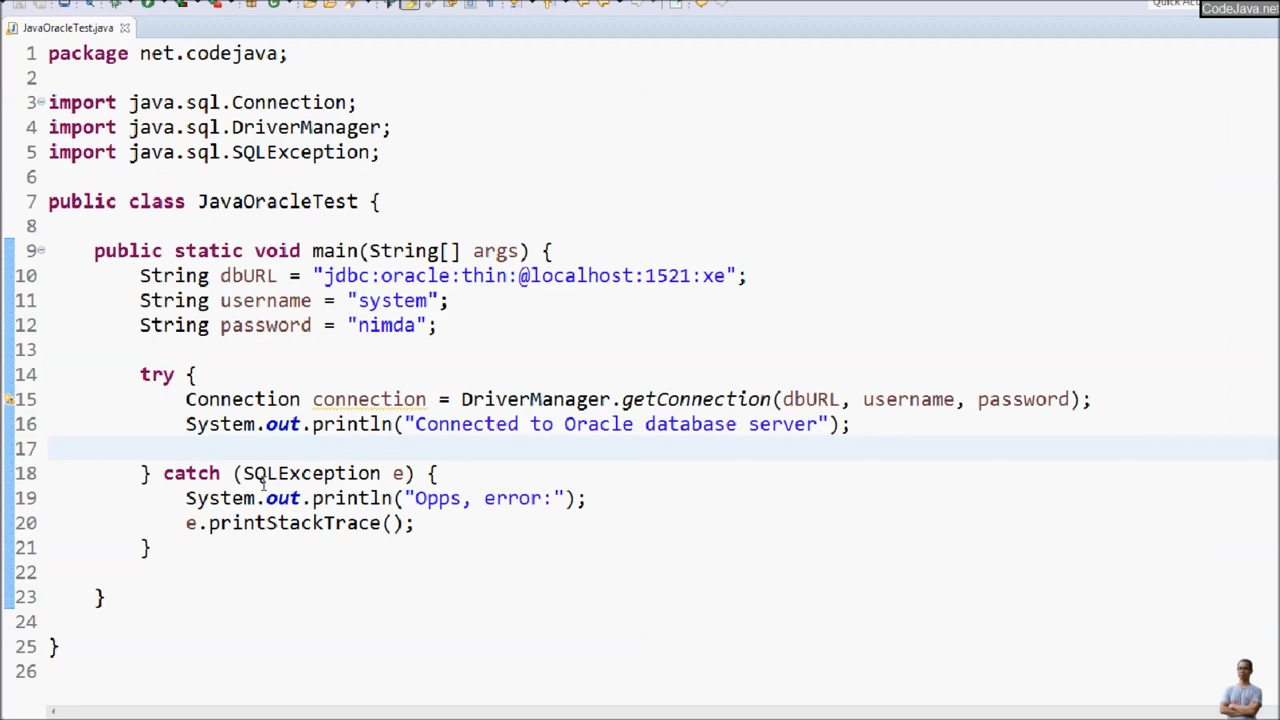 CodeJava.net
JavaOracleTest.java
1 package net.codejava;
2
3 import java.sql.Connection;
4 import java.sql.DriverManager;
5 import java.sql.SQLException;
6
7 public class JavaOracleTest {
8
9 public static void main(String[] args) {
10 String dbURL = "jdbc:oracle:thin:@localhost:1521:xe";
11 String username = "system";
12 String password = "nimda";
13
14 try {
15 Connection connection = DriverManager.getConnection(dbURL, username, password);
16 System.out.println("Connected to Oracle database server");
17
18 } catch (SQLException e) {
19 System.out.println("Opps, error:");
20 e.printStackTrace();
21 }
22
23 }
24
25 }
26